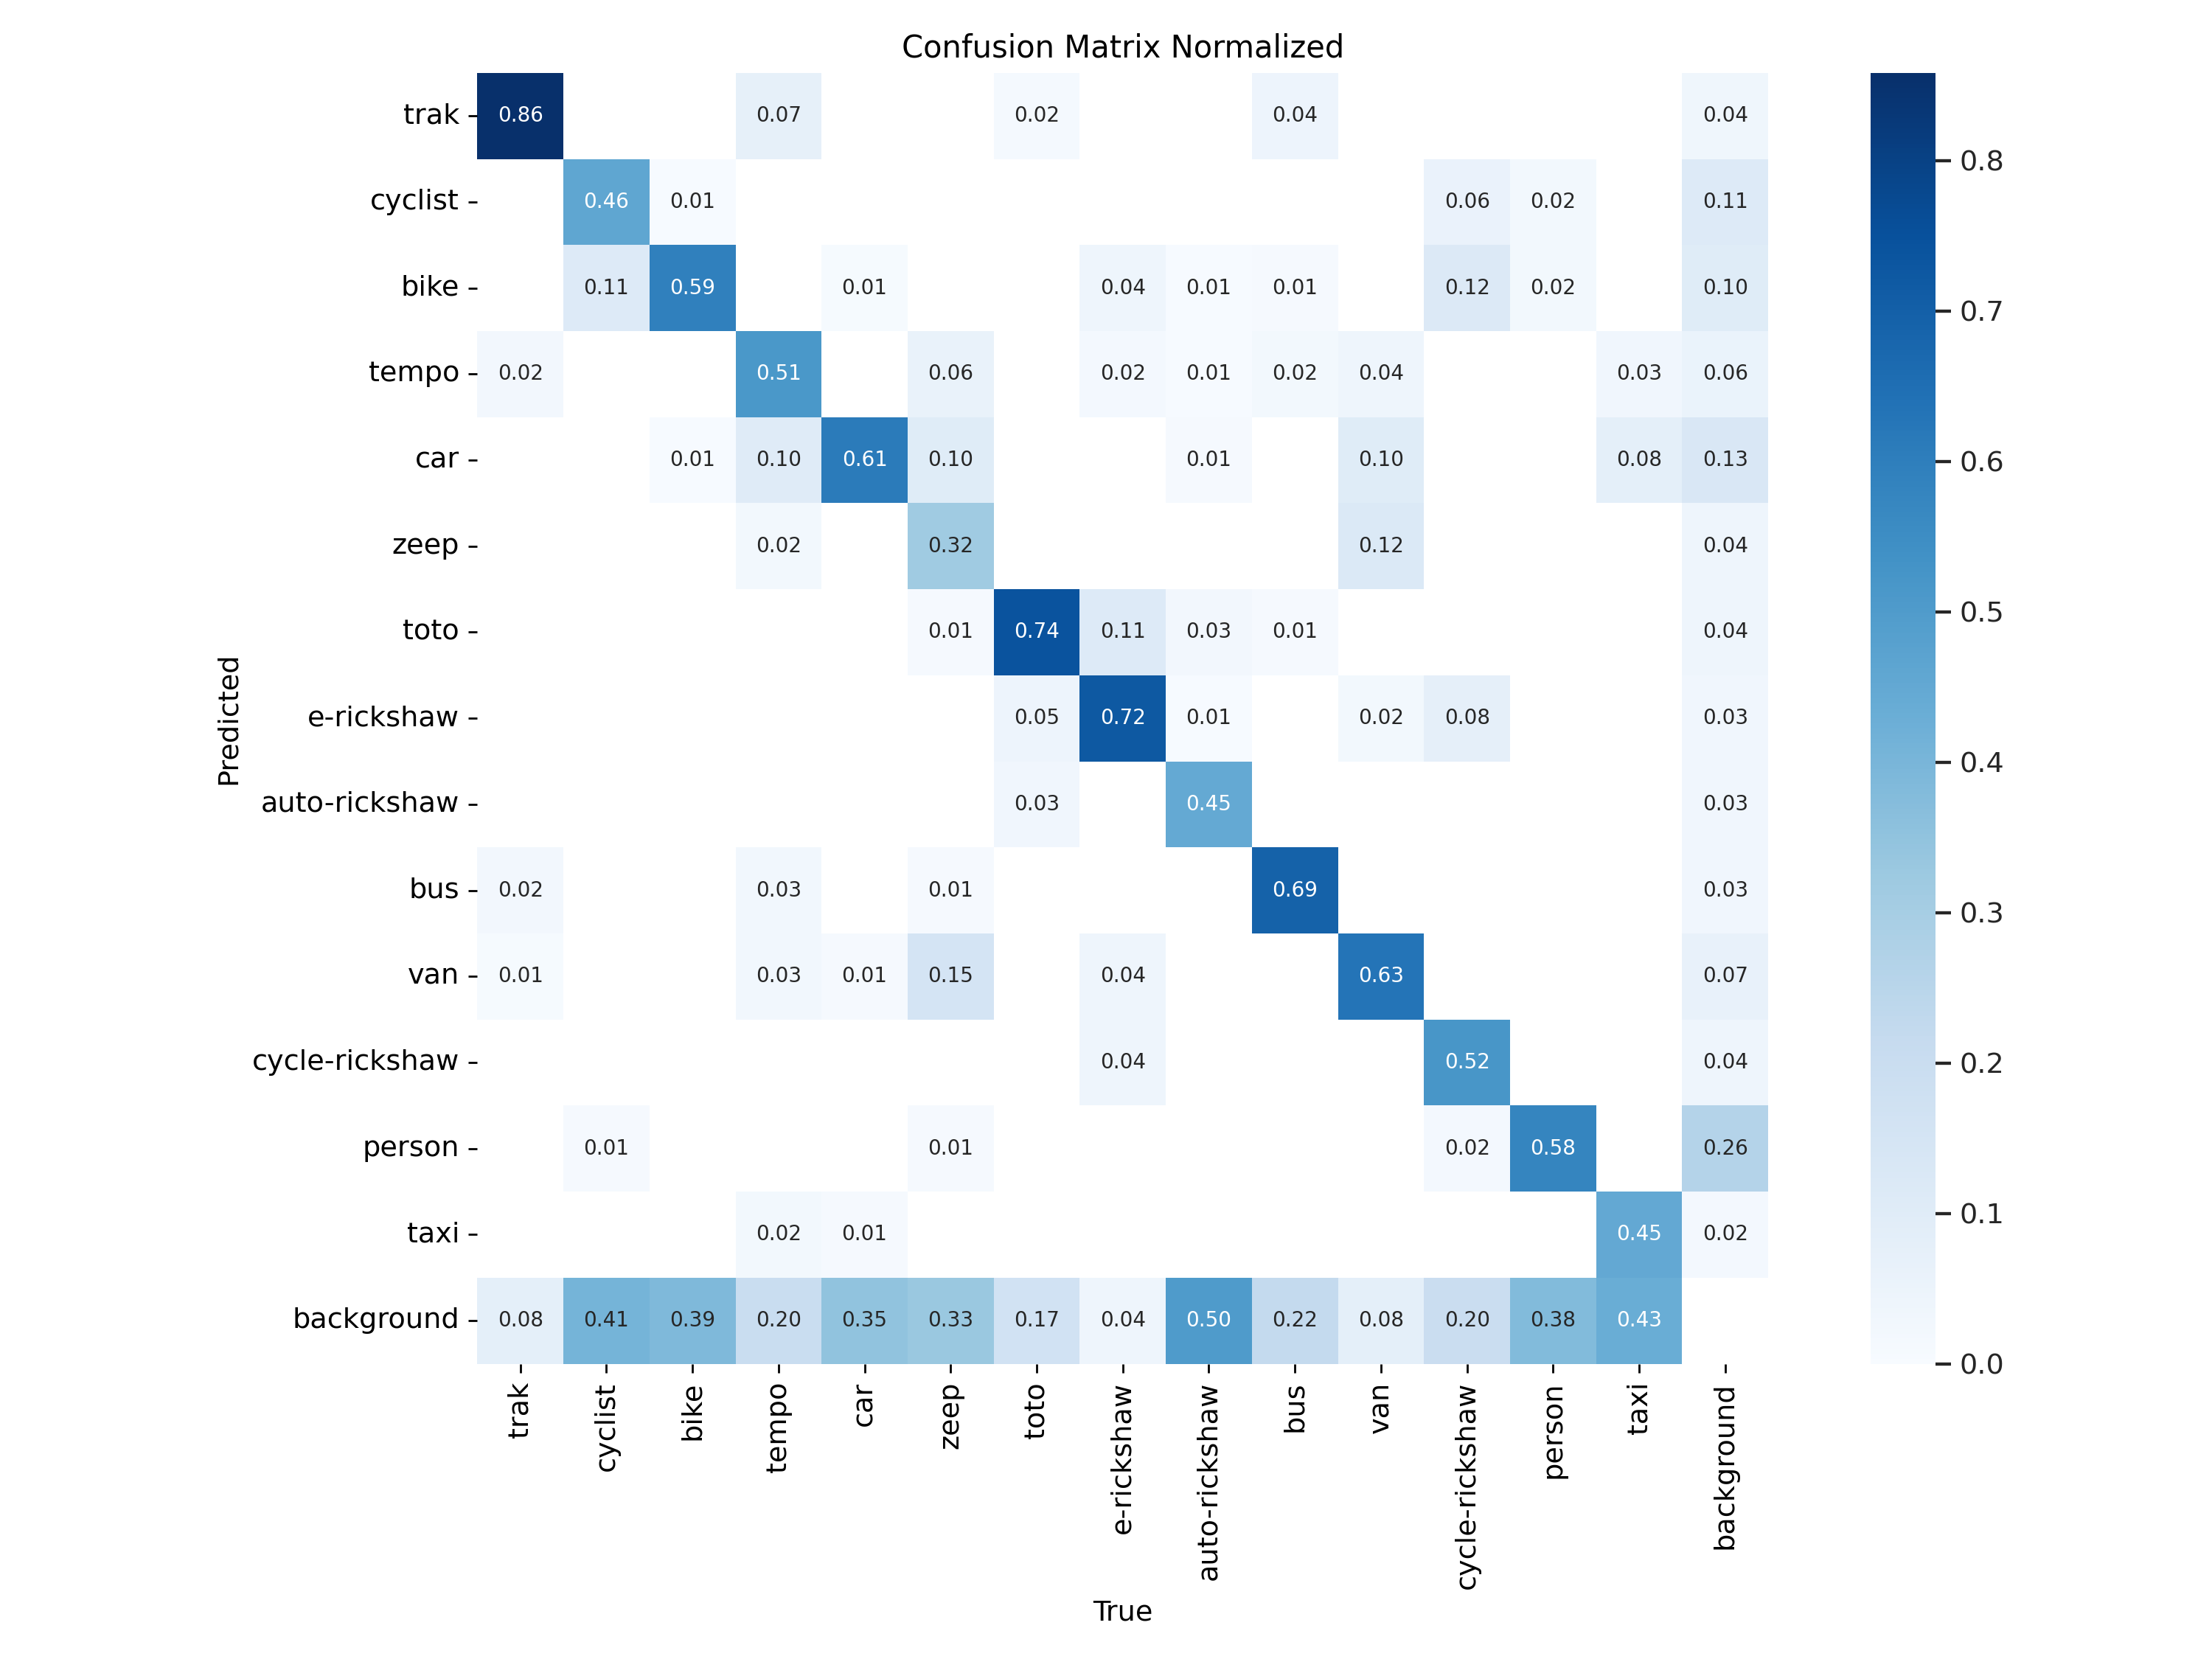 Confusion Matrix Normalized
trak 0.86 0.07 0.02 0.04 0.04
cyclist 0.46 0.01 0.06 0.02 0.11
bike 0.11 0.59 0.01 0.04 0.01 0.01 0.12 0.02 0.10
tempo 0.02 0.51 0.06 0.02 0.01 0.02 0.04 0.03 0.06
car 0.01 0.10 0.61 0.10 0.01 0.10 0.08 0.13
zeep 0.02 0.32 0.12 0.04
toto 0.01 0.74 0.11 0.03 0.01 0.04
e-rickshaw 0.05 0.72 0.01 0.02 0.08 0.03
auto-rickshaw 0.03 0.45 0.03
bus 0.02 0.03 0.01 0.69 0.03
van 0.01 0.03 0.01 0.15 0.04 0.63 0.07
cycle-rickshaw 0.04 0.52 0.04
person 0.01 0.01 0.02 0.58 0.26
taxi 0.02 0.01 0.45 0.02
background 0.08 0.41 0.39 0.20 0.35 0.33 0.17 0.04 0.50 0.22 0.08 0.20 0.38 0.43
Predicted
trak cyclist bike tempo car zeep toto e-rickshaw auto-rickshaw bus van cycle-rickshaw person taxi background
True
0.8
0.7
0.6
0.5
0.4
0.3
0.2
0.1
0.0